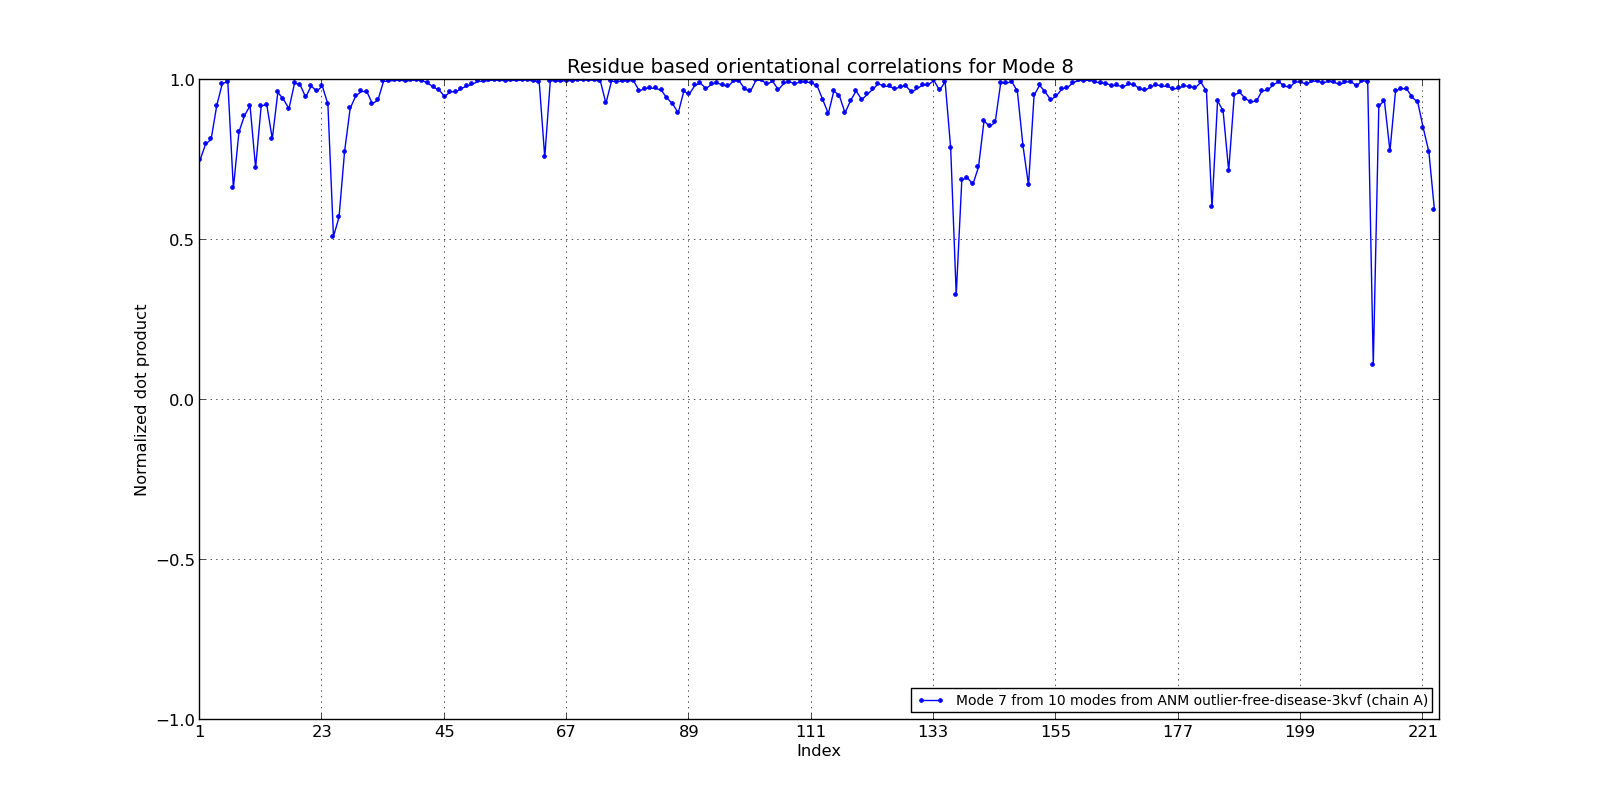 Residue based orientational correlations for Mode 8
Normalized dot product
1.0
0.5
0.0
−0.5
−1.0
Mode 7 from 10 modes from ANM outlier-free-disease-3kvf (chain A)
1 23 45 67 89 111 133 155 177 199 221
Index